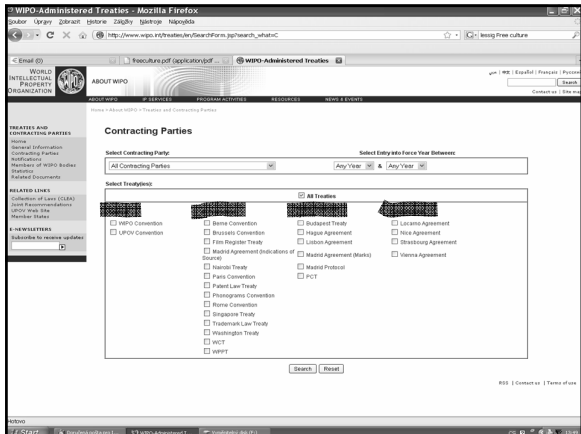 WIPO-Administered Treaties - Mozilla Firefox
Soubor Úpravy Zobrazit Historie Záložky Nástroje Nápověda
http://www.wipo.int/treaties/en/SearchForm.jsp?search_what=C
lessig Free culture
Email (0)
freeculture.pdf (application/pdf ...
WIPO-Administered Treaties
WORLD
INTELLECTUAL
PROPERTY
ORGANIZATION
ABOUT WIPO
عربي | 中文 | Español | Français | Русский
Search
Contact us | Site map
ABOUT WIPO IP SERVICES PROGRAM ACTIVITIES RESOURCES NEWS & EVENTS
Home > About WIPO > Treaties and Contracting Parties
TREATIES AND
CONTRACTING PARTIES
Home
General Information
Contracting Parties
Notifications
Members of WIPO Bodies
Statistics
Related Documents
RELATED LINKS
Collection of Laws (CLEA)
Joint Recommendations
UPOV Web Site
Member States
E-NEWSLETTERS
Subscribe to receive updates
Contracting Parties
Select Contracting Party: Select Entry into Force Year Between:
All Contracting Parties Any Year & Any Year
Select Treaty(ies):
All Treaties
WIPO Convention
UPOV Convention
Berne Convention
Brussels Convention
Film Register Treaty
Madrid Agreement (Indications of
Source)
Nairobi Treaty
Paris Convention
Patent Law Treaty
Phonograms Convention
Rome Convention
Singapore Treaty
Trademark Law Treaty
Washington Treaty
WCT
WPPT
Budapest Treaty
Hague Agreement
Lisbon Agreement
Madrid Agreement (Marks)
Madrid Protocol
PCT
Locarno Agreement
Nice Agreement
Strasbourg Agreement
Vienna Agreement
Search Reset
RSS | Contact us | Terms of use
Hotovo
Start
WIPO-Administered T...
CS